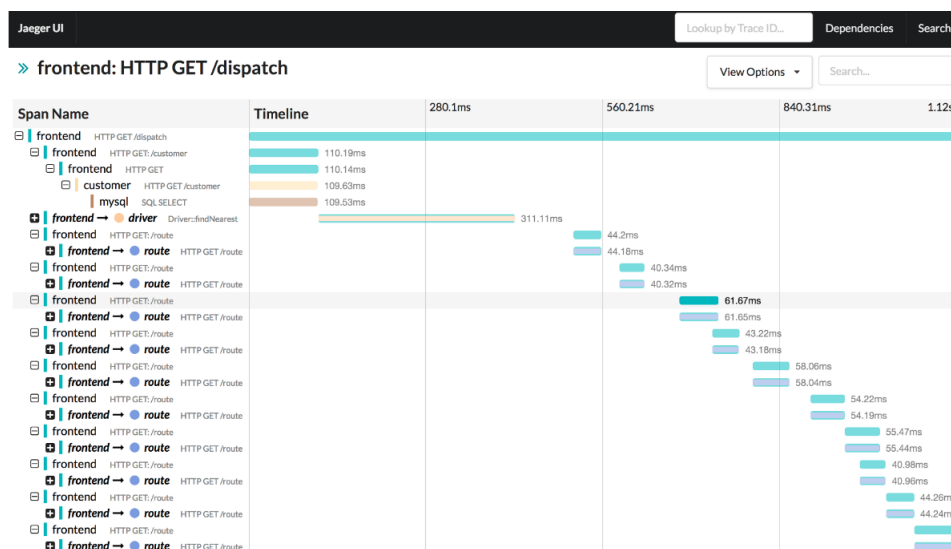 Jaeger UI Lookup by Trace ID... Dependencies Search
» frontend: HTTP GET /dispatch View Options Search...
Span Name Timeline 280.1ms 560.21ms 840.31ms 1.12s
frontend HTTP GET /dispatch
frontend HTTP GET: /customer 110.19ms
frontend HTTP GET 110.14ms
customer HTTP GET /customer 109.63ms
mysql SQL SELECT 109.53ms
frontend → driver Driver::findNearest 311.11ms
frontend HTTP GET: /route 44.2ms
frontend → route HTTP GET /route 44.18ms
frontend HTTP GET: /route 40.34ms
frontend → route HTTP GET /route 40.32ms
frontend HTTP GET: /route 61.67ms
frontend → route HTTP GET /route 61.65ms
frontend HTTP GET: /route 43.22ms
frontend → route HTTP GET /route 43.18ms
frontend HTTP GET: /route 58.06ms
frontend → route HTTP GET /route 58.04ms
frontend HTTP GET: /route 54.22ms
frontend → route HTTP GET /route 54.19ms
frontend HTTP GET: /route 55.47ms
frontend → route HTTP GET /route 55.44ms
frontend HTTP GET: /route 40.98ms
frontend → route HTTP GET /route 40.96ms
frontend HTTP GET: /route 44.26m
frontend → route HTTP GET /route 44.24m
frontend HTTP GET: /route
frontend → route HTTP GET /route